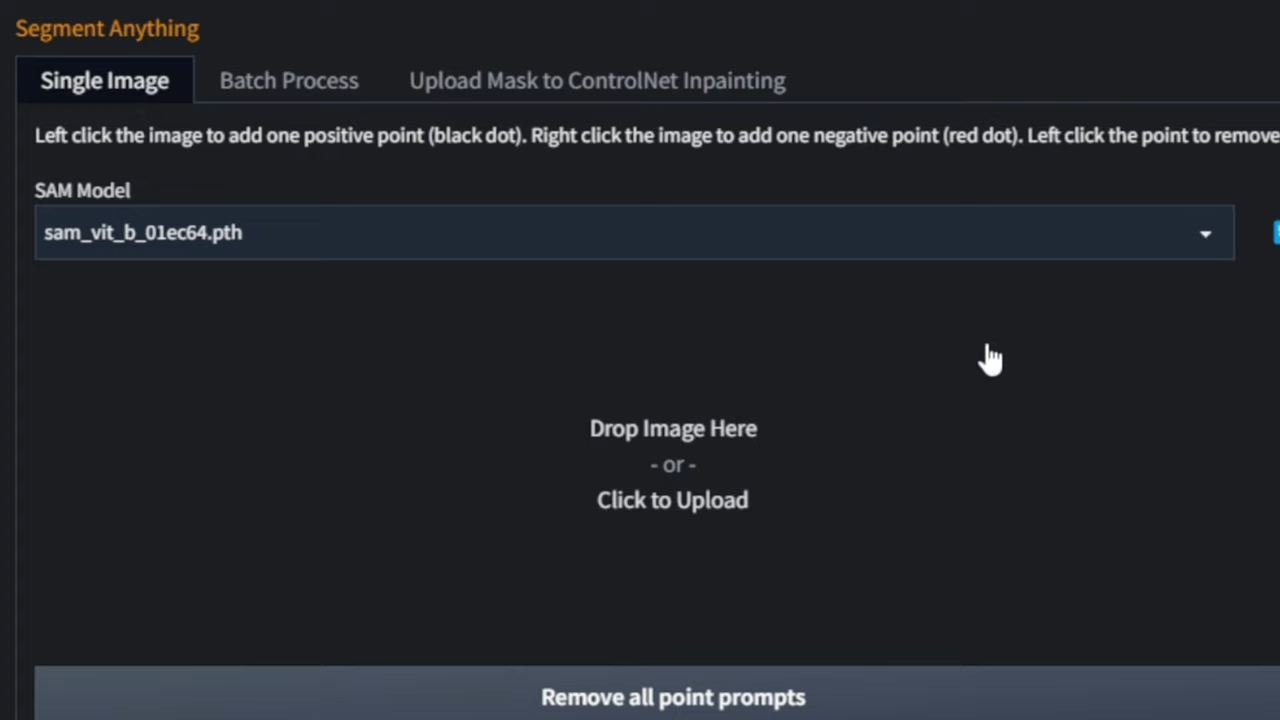 Segment Anything
Single Image Batch Process Upload Mask to ControlNet Inpainting
Left click the image to add one positive point (black dot). Right click the image to add one negative point (red dot). Left click the point to remove
SAM Model
sam_vit_b_01ec64.pth
Drop Image Here
- or -
Click to Upload
Remove all point prompts